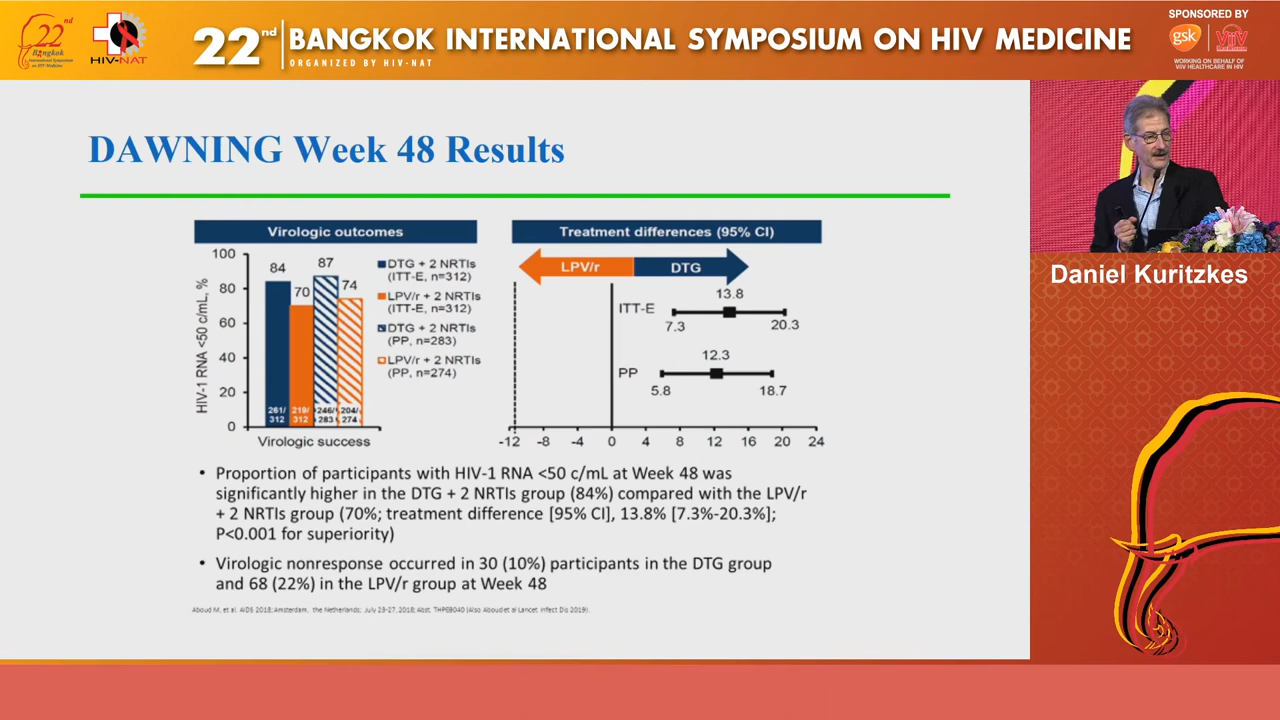 22nd
Bangkok
International Symposium
on HIV Medicine
HIV-NAT
22nd BANGKOK INTERNATIONAL SYMPOSIUM ON HIV MEDICINE
ORGANIZED BY HIV-NAT
SPONSORED BY
gsk
ViiV
WORKING ON BEHALF OF
ViiV HEALTHCARE IN HIV
DAWNING Week 48 Results
Virologic outcomes
HIV-1 RNA <50 c/mL, %
100
80
60
40
20
0
84
70
87
74
261/
312
219/
312
246/
283
204/
274
Virologic success
DTG + 2 NRTIs
(ITT-E, n=312)
LPV/r + 2 NRTIs
(ITT-E, n=312)
DTG + 2 NRTIs
(PP, n=283)
LPV/r + 2 NRTIs
(PP, n=274)
Treatment differences (95% CI)
LPV/r
DTG
ITT-E
13.8
7.3
20.3
PP
12.3
5.8
18.7
-12 -8 -4 0 4 8 12 16 20 24
• Proportion of participants with HIV-1 RNA <50 c/mL at Week 48 was
significantly higher in the DTG + 2 NRTIs group (84%) compared with the LPV/r
+ 2 NRTIs group (70%; treatment difference [95% CI], 13.8% [7.3%-20.3%];
P<0.001 for superiority)
• Virologic nonresponse occurred in 30 (10%) participants in the DTG group
and 68 (22%) in the LPV/r group at Week 48
Aboud M, et al. AIDS 2018; Amsterdam, the Netherlands; July 23-27, 2018; Abst. THPEB040 (Also Aboud et al Lancet Infect Dis 2019).
Daniel Kuritzkes